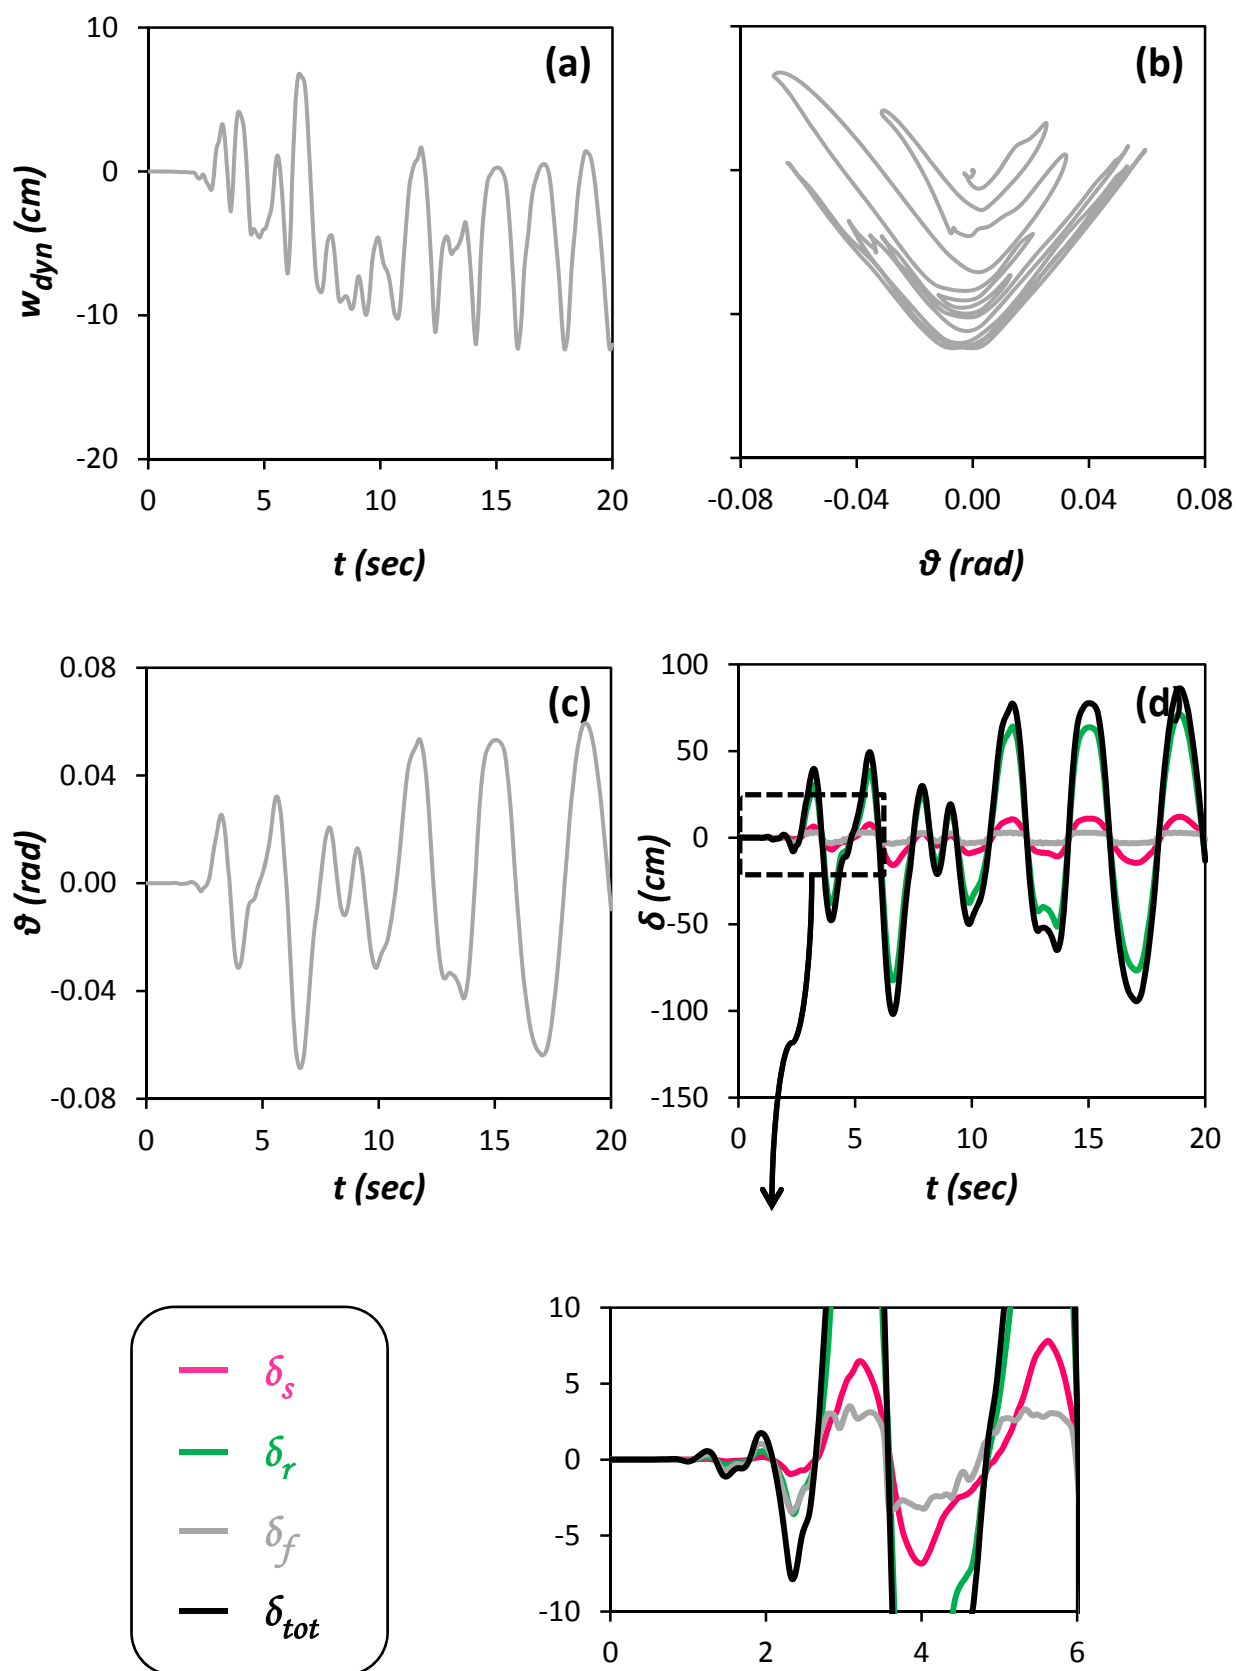 (a)
10
0
-10
-20
w_dyn (cm)
0 5 10 15 20
t (sec)
(b)
-0.08 -0.04 0.00 0.04 0.08
ϑ (rad)
(c)
0.08
0.04
0.00
-0.04
-0.08
ϑ (rad)
0 5 10 15 20
t (sec)
(d)
100
50
0
-50
-100
-150
δ (cm)
0 5 10 15 20
t (sec)
δ_s
δ_r
δ_f
δ_tot
10
5
0
-5
-10
0 2 4 6